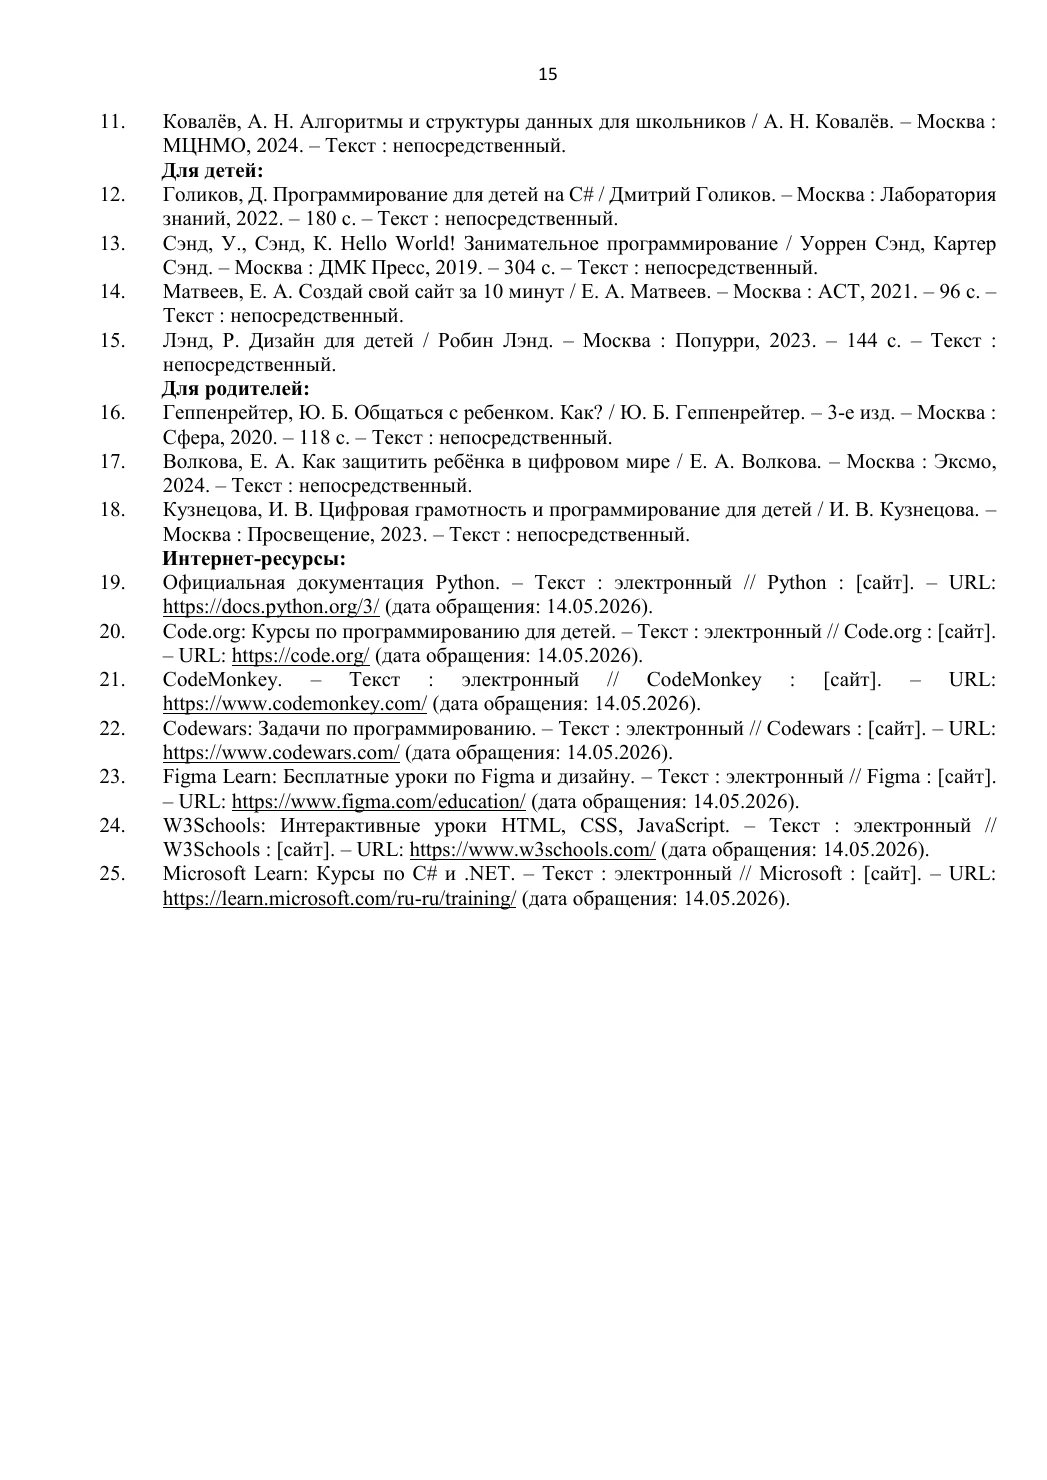 15
11. Ковалёв, А. Н. Алгоритмы и структуры данных для школьников / А. Н. Ковалёв. – Москва :
МЦНМО, 2024. – Текст : непосредственный.
Для детей:
12. Голиков, Д. Программирование для детей на C# / Дмитрий Голиков. – Москва : Лаборатория
знаний, 2022. – 180 с. – Текст : непосредственный.
13. Сэнд, У., Сэнд, К. Hello World! Занимательное программирование / Уоррен Сэнд, Картер
Сэнд. – Москва : ДМК Пресс, 2019. – 304 с. – Текст : непосредственный.
14. Матвеев, Е. А. Создай свой сайт за 10 минут / Е. А. Матвеев. – Москва : АСТ, 2021. – 96 с. –
Текст : непосредственный.
15. Лэнд, Р. Дизайн для детей / Робин Лэнд. – Москва : Попурри, 2023. – 144 с. – Текст :
непосредственный.
Для родителей:
16. Геппенрейтер, Ю. Б. Общаться с ребенком. Как? / Ю. Б. Геппенрейтер. – 3-е изд. – Москва :
Сфера, 2020. – 118 с. – Текст : непосредственный.
17. Волкова, Е. А. Как защитить ребёнка в цифровом мире / Е. А. Волкова. – Москва : Эксмо,
2024. – Текст : непосредственный.
18. Кузнецова, И. В. Цифровая грамотность и программирование для детей / И. В. Кузнецова. –
Москва : Просвещение, 2023. – Текст : непосредственный.
Интернет-ресурсы:
19. Официальная документация Python. – Текст : электронный // Python : [сайт]. – URL:
https://docs.python.org/3/ (дата обращения: 14.05.2026).
20. Code.org: Курсы по программированию для детей. – Текст : электронный // Code.org : [сайт].
– URL: https://code.org/ (дата обращения: 14.05.2026).
21. CodeMonkey. – Текст : электронный // CodeMonkey : [сайт]. – URL:
https://www.codemonkey.com/ (дата обращения: 14.05.2026).
22. Codewars: Задачи по программированию. – Текст : электронный // Codewars : [сайт]. – URL:
https://www.codewars.com/ (дата обращения: 14.05.2026).
23. Figma Learn: Бесплатные уроки по Figma и дизайну. – Текст : электронный // Figma : [сайт].
– URL: https://www.figma.com/education/ (дата обращения: 14.05.2026).
24. W3Schools: Интерактивные уроки HTML, CSS, JavaScript. – Текст : электронный //
W3Schools : [сайт]. – URL: https://www.w3schools.com/ (дата обращения: 14.05.2026).
25. Microsoft Learn: Курсы по C# и .NET. – Текст : электронный // Microsoft : [сайт]. – URL:
https://learn.microsoft.com/ru-ru/training/ (дата обращения: 14.05.2026).